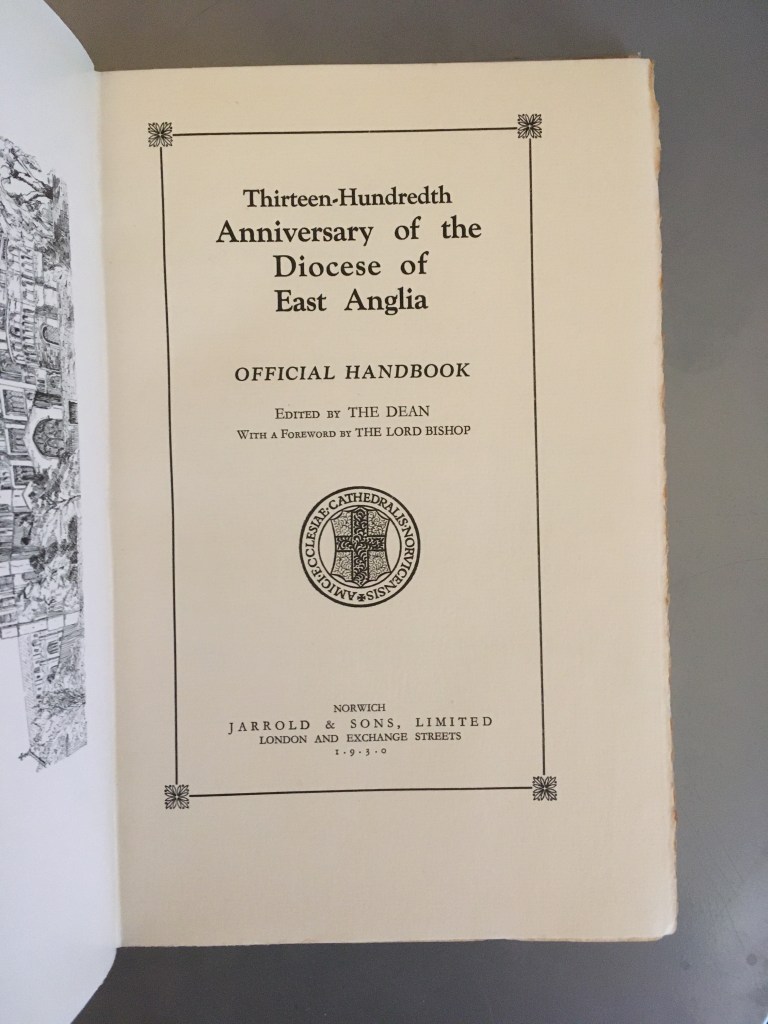 Thirteen-Hundredth
Anniversary of the
Diocese of
East Anglia
OFFICIAL HANDBOOK
EDITED BY THE DEAN
WITH A FOREWORD BY THE LORD BISHOP
AMICI·ECCLESIAE·CATHEDRALIS·NORVICENSIS
NORWICH
JARROLD & SONS, LIMITED
LONDON AND EXCHANGE STREETS
1.9.3.0